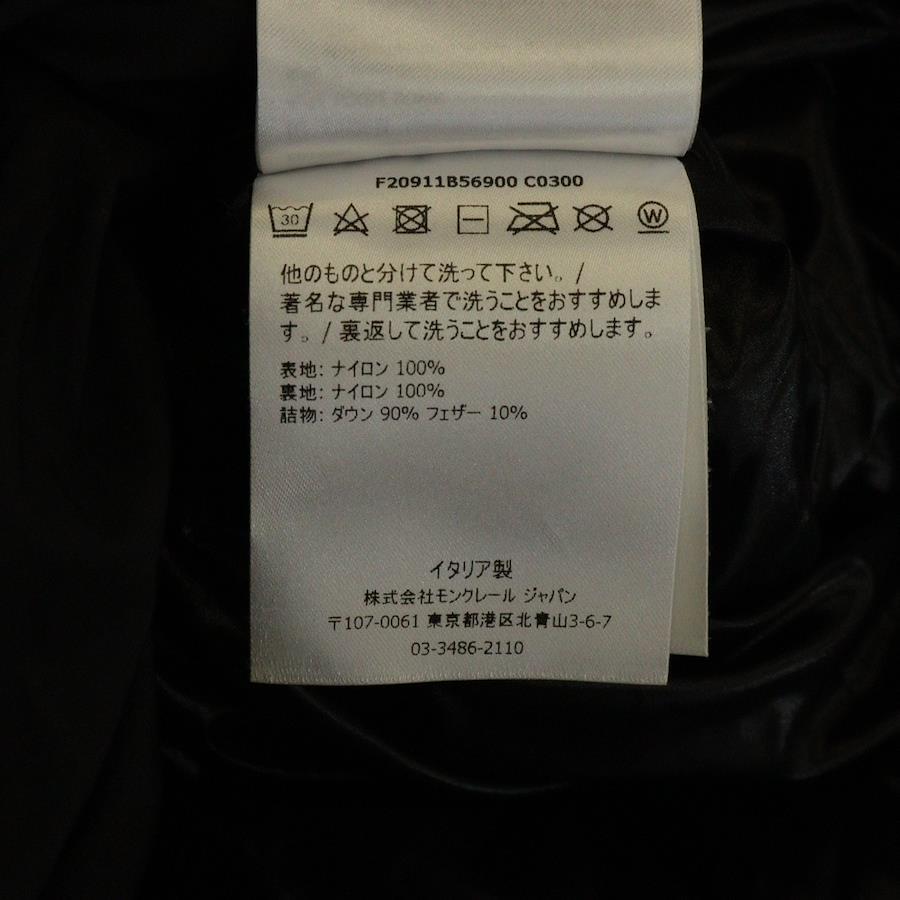 F20911B56900 C0300
30 W
他のものと分けて洗って下さい。/
著名な専門業者で洗うことをおすすめしま
す。/ 裏返して洗うことをおすすめします。
表地: ナイロン 100%
裏地: ナイロン 100%
詰物: ダウン 90% フェザー 10%
イタリア製
株式会社モンクレール ジャパン
〒107-0061 東京都港区北青山3-6-7
03-3486-2110